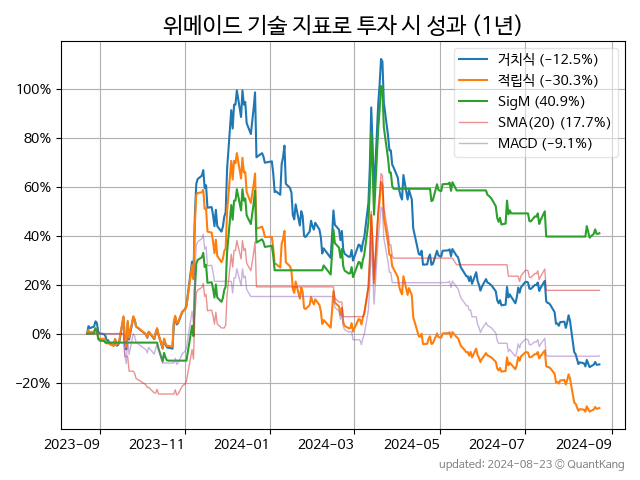 위메이드 기술 지표로 투자 시 성과 (1년)
거치식 (-12.5%)
적립식 (-30.3%)
SigM (40.9%)
SMA(20) (17.7%)
MACD (-9.1%)
100%
80%
60%
40%
20%
0%
-20%
2023-09 2023-11 2024-01 2024-03 2024-05 2024-07 2024-09
updated: 2024-08-23 © QuantKang